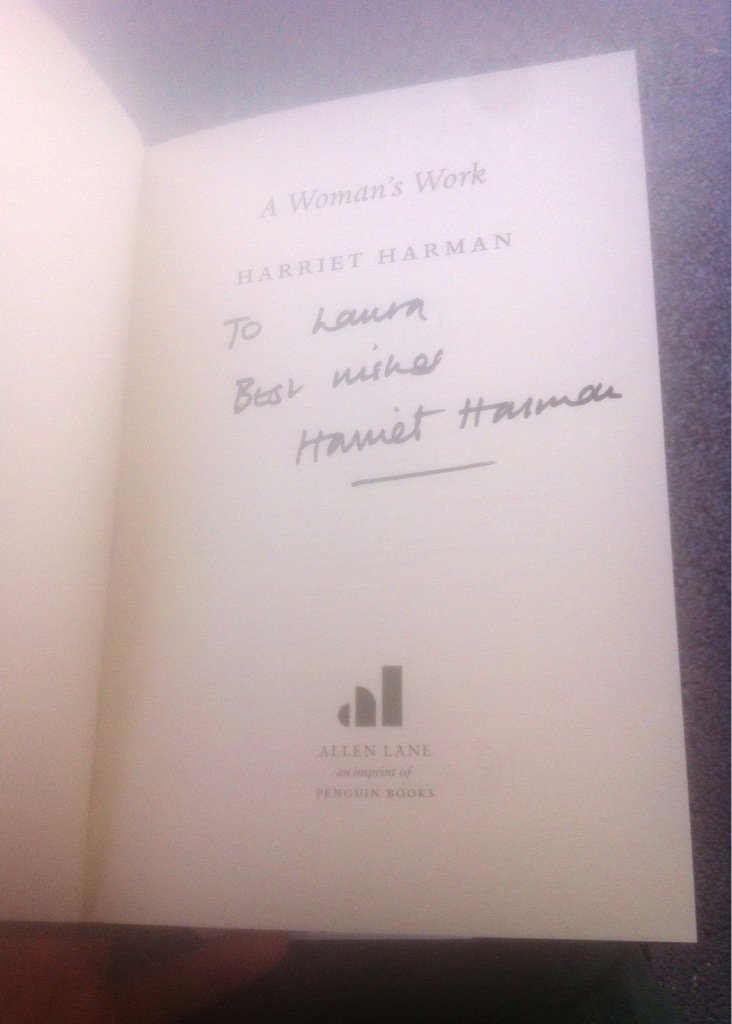 A Woman's Work
HARRIET HARMAN
To Laura
Best wishes
Harriet Harman
ALLEN LANE
an imprint of
PENGUIN BOOKS